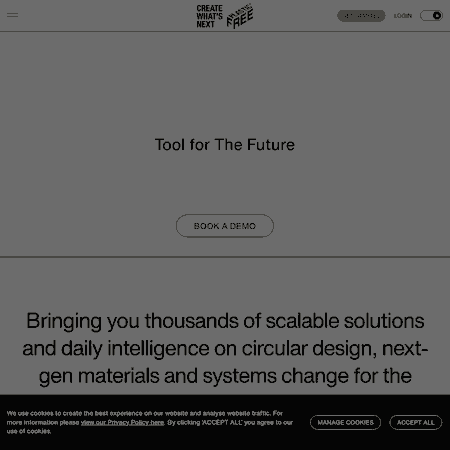 CREATE
WHAT'S
NEXT
FREE
LOGIN
Tool for The Future
BOOK A DEMO
Bringing you thousands of scalable solutions
and daily intelligence on circular design, next-
gen materials and systems change for the
We use cookies to create the best experience on our website and analyse website traffic. For
more information please view our Privacy Policy here. By clicking 'ACCEPT ALL', you agree to our
use of cookies.
MANAGE COOKIES
ACCEPT ALL